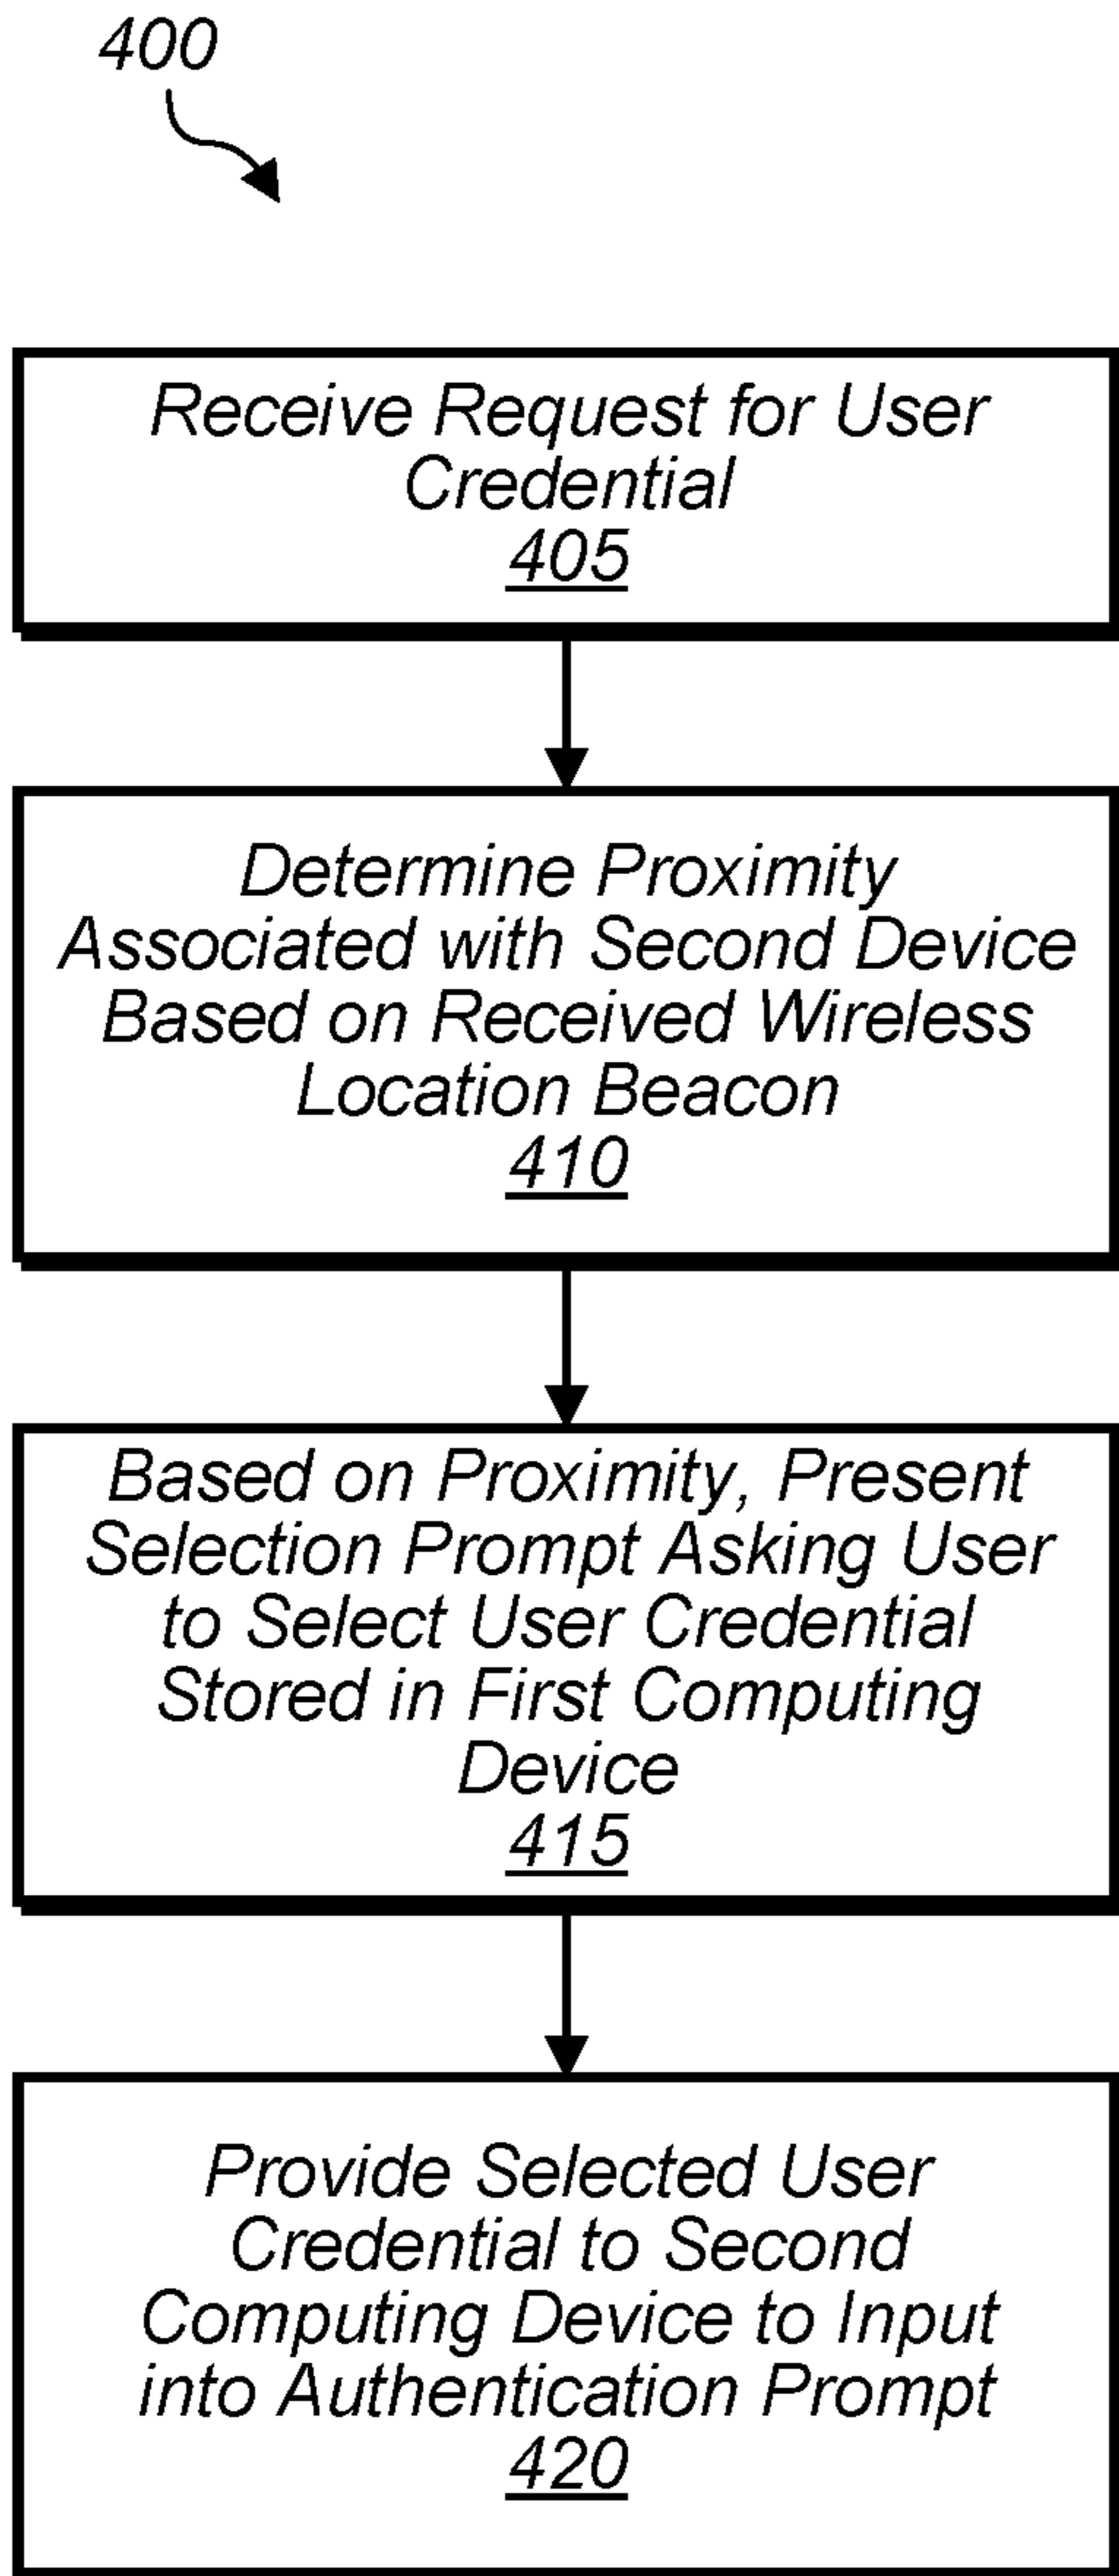 400
Receive Request for User
Credential
405
Determine Proximity
Associated with Second Device
Based on Received Wireless
Location Beacon
410
Based on Proximity, Present
Selection Prompt Asking User
to Select User Credential
Stored in First Computing
Device
415
Provide Selected User
Credential to Second
Computing Device to Input
into Authentication Prompt
420